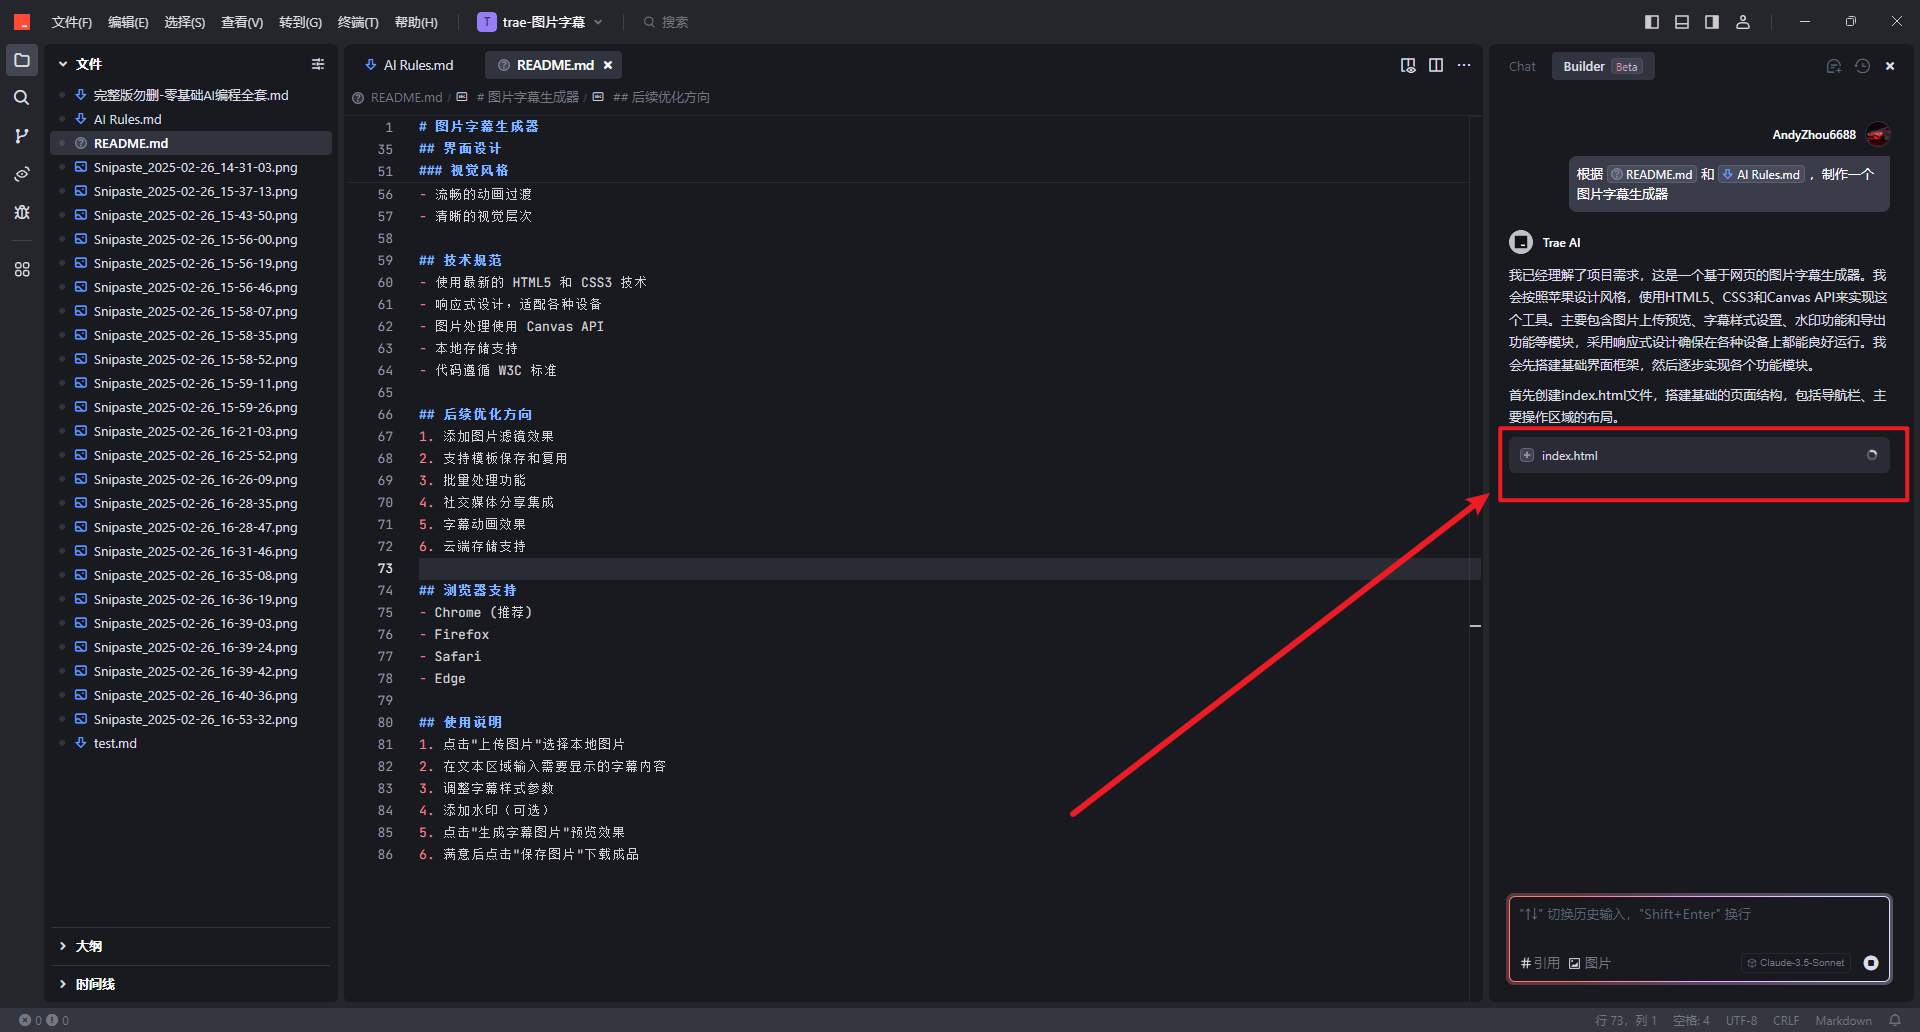 文件(F) 编辑(E) 选择(S) 查看(V) 转到(G) 终端(T) 帮助(H) T trae-图片字幕 搜索
文件
完整版勿删-零基础AI编程全套.md
AI Rules.md
README.md
Snipaste_2025-02-26_14-31-03.png
Snipaste_2025-02-26_15-37-13.png
Snipaste_2025-02-26_15-43-50.png
Snipaste_2025-02-26_15-56-00.png
Snipaste_2025-02-26_15-56-19.png
Snipaste_2025-02-26_15-56-46.png
Snipaste_2025-02-26_15-58-07.png
Snipaste_2025-02-26_15-58-35.png
Snipaste_2025-02-26_15-58-52.png
Snipaste_2025-02-26_15-59-11.png
Snipaste_2025-02-26_15-59-26.png
Snipaste_2025-02-26_16-21-03.png
Snipaste_2025-02-26_16-25-52.png
Snipaste_2025-02-26_16-26-09.png
Snipaste_2025-02-26_16-28-35.png
Snipaste_2025-02-26_16-28-47.png
Snipaste_2025-02-26_16-31-46.png
Snipaste_2025-02-26_16-35-08.png
Snipaste_2025-02-26_16-36-19.png
Snipaste_2025-02-26_16-39-03.png
Snipaste_2025-02-26_16-39-24.png
Snipaste_2025-02-26_16-39-42.png
Snipaste_2025-02-26_16-40-36.png
Snipaste_2025-02-26_16-53-32.png
test.md
大纲
时间线
AI Rules.md README.md
README.md / # 图片字幕生成器 / ## 后续优化方向
1 # 图片字幕生成器
35 ## 界面设计
51 ### 视觉风格
56 - 流畅的动画过渡
57 - 清晰的视觉层次
58
59 ## 技术规范
60 - 使用最新的 HTML5 和 CSS3 技术
61 - 响应式设计，适配各种设备
62 - 图片处理使用 Canvas API
63 - 本地存储支持
64 - 代码遵循 W3C 标准
65
66 ## 后续优化方向
67 1. 添加图片滤镜效果
68 2. 支持模板保存和复用
69 3. 批量处理功能
70 4. 社交媒体分享集成
71 5. 字幕动画效果
72 6. 云端存储支持
73
74 ## 浏览器支持
75 - Chrome (推荐)
76 - Firefox
77 - Safari
78 - Edge
79
80 ## 使用说明
81 1. 点击"上传图片"选择本地图片
82 2. 在文本区域输入需要显示的字幕内容
83 3. 调整字幕样式参数
84 4. 添加水印（可选）
85 5. 点击"生成字幕图片"预览效果
86 6. 满意后点击"保存图片"下载成品
Chat Builder Beta
AndyZhou6688
根据 README.md 和 AI Rules.md ，制作一个
图片字幕生成器
Trae AI
我已经理解了项目需求，这是一个基于网页的图片字幕生成器。我
会按照苹果设计风格，使用HTML5、CSS3和Canvas API来实现这
个工具。主要包含图片上传预览、字幕样式设置、水印功能和导出
功能等模块，采用响应式设计确保在各种设备上都能良好运行。我
会先搭建基础界面框架，然后逐步实现各个功能模块。
首先创建index.html文件，搭建基础的页面结构，包括导航栏、主
要操作区域的布局。
index.html
"↑↓" 切换历史输入，"Shift+Enter" 换行
#引用 图片 Claude-3.5-Sonnet
0 0 行 73，列 1 空格: 4 UTF-8 CRLF Markdown